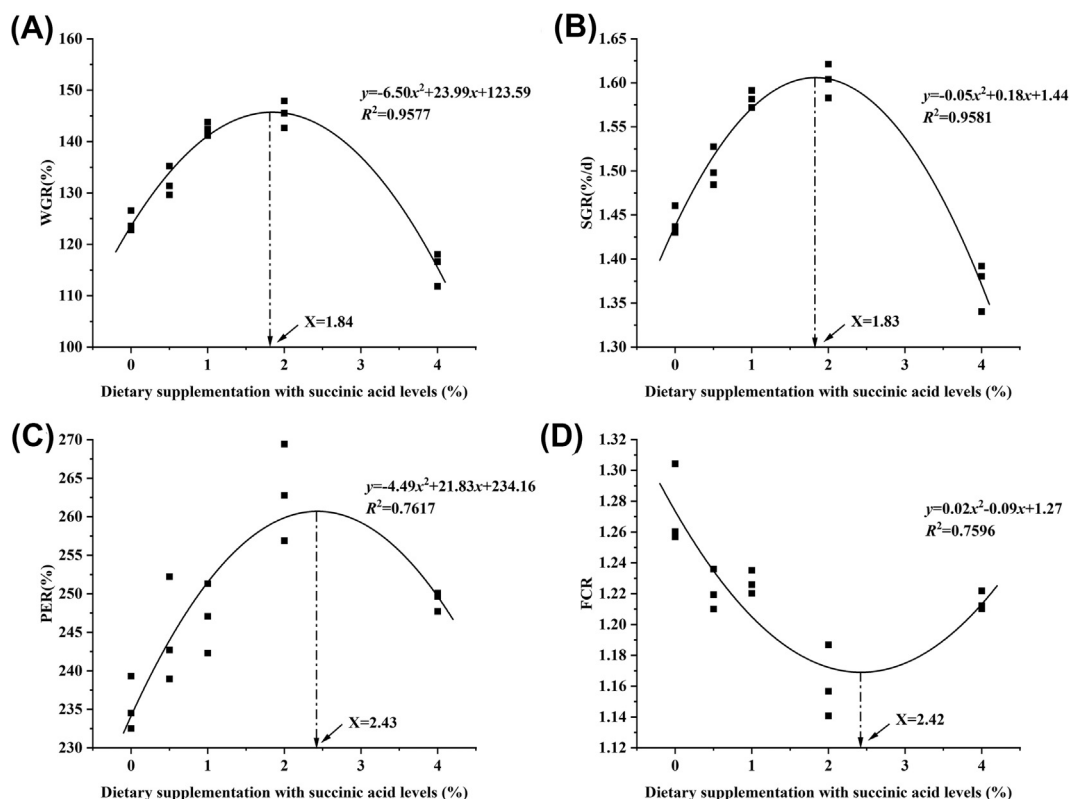 (A)
160
150
140
130
120
110
100
WGR(%)
y=-6.50x²+23.99x+123.59
R²=0.9577
X=1.84
0 1 2 3 4
Dietary supplementation with succinic acid levels (%)
(B)
1.65
1.60
1.55
1.50
1.45
1.40
1.35
1.30
SGR(%/d)
y=-0.05x²+0.18x+1.44
R²=0.9581
X=1.83
0 1 2 3 4
Dietary supplementation with succinic acid levels (%)
(C)
270
265
260
255
250
245
240
235
230
PER(%)
y=-4.49x²+21.83x+234.16
R²=0.7617
X=2.43
0 1 2 3 4
Dietary supplementation with succinic acid levels (%)
(D)
1.32
1.30
1.28
1.26
1.24
1.22
1.20
1.18
1.16
1.14
1.12
FCR
y=0.02x²-0.09x+1.27
R²=0.7596
X=2.42
0 1 2 3 4
Dietary supplementation with succinic acid levels (%)